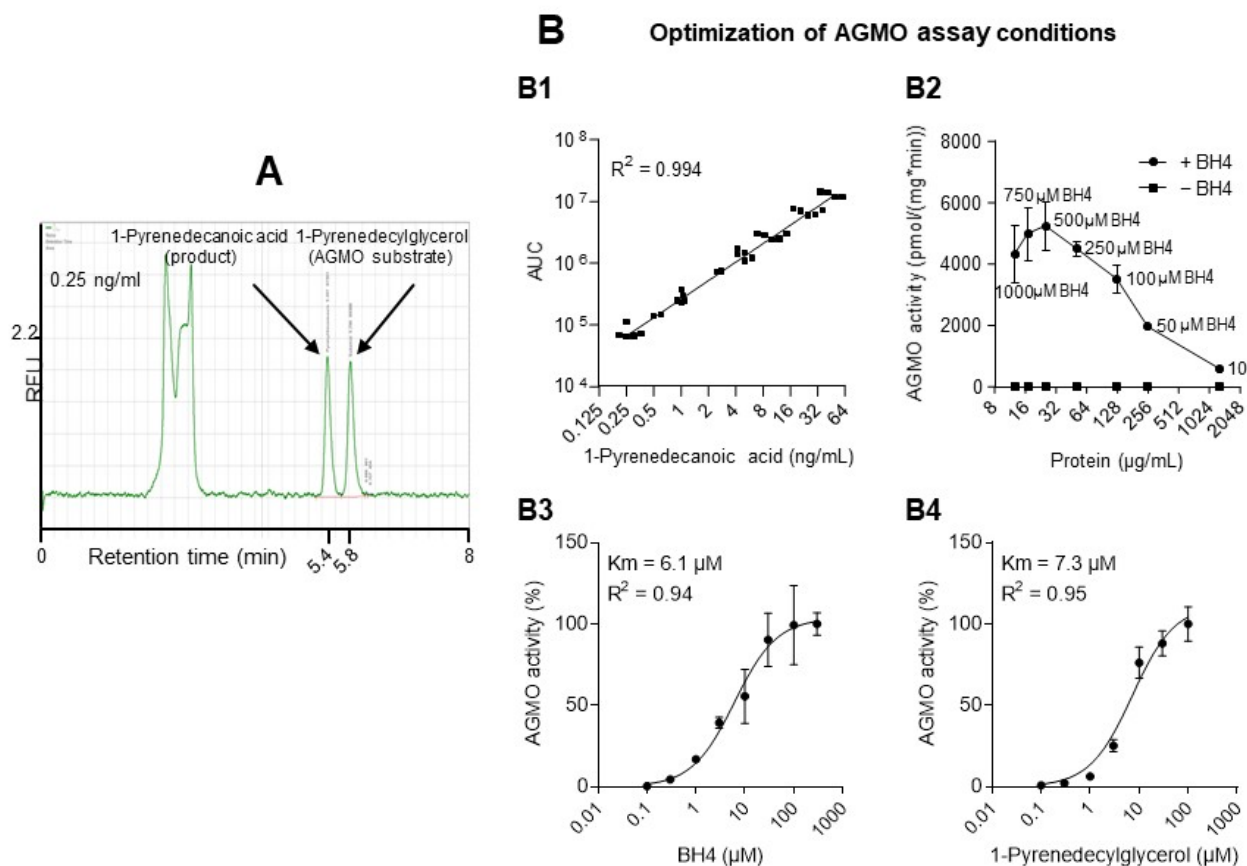 A
1-Pyrenedecanoic acid
(product)
1-Pyrenedecylglycerol
(AGMO substrate)
0.25 ng/ml
2.2
RFU
0
5.4
5.8
8
Retention time (min)
B Optimization of AGMO assay conditions
B1
R² = 0.994
AUC
10⁸
10⁷
10⁶
10⁵
10⁴
0.125 0.25 0.5 1 2 4 8 16 32 64
1-Pyrenedecanoic acid (ng/mL)
B2
AGMO activity (pmol/(mg*min))
8000
6000
4000
2000
0
+ BH4
− BH4
750 µM BH4
500µM BH4
250 µM BH4
100 µM BH4
1000µM BH4
50 µM BH4
10
8 16 32 64 128 256 512 1024 2048
Protein (µg/mL)
B3
Km = 6.1 µM
R² = 0.94
AGMO activity (%)
150
100
50
0
0.01 0.1 1 10 100 1000
BH4 (µM)
B4
Km = 7.3 µM
R² = 0.95
AGMO activity (%)
150
100
50
0
0.01 0.1 1 10 100 1000
1-Pyrenedecylglycerol (µM)